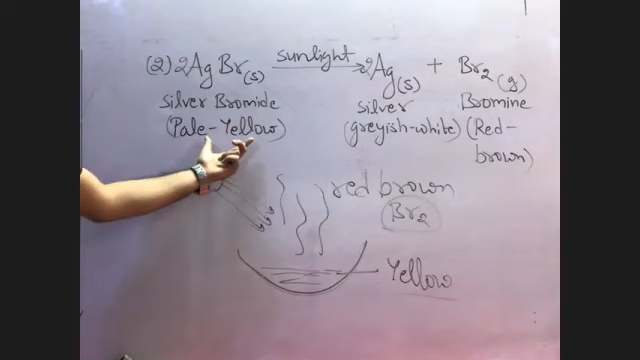 (2) 2AgBr(s) sunlight → 2Ag(s) + Br2(g)
silver Bromide silver Bromine
(Pale-Yellow) (greyish-white) (Red-
brown)
red brown
Br2
Yellow